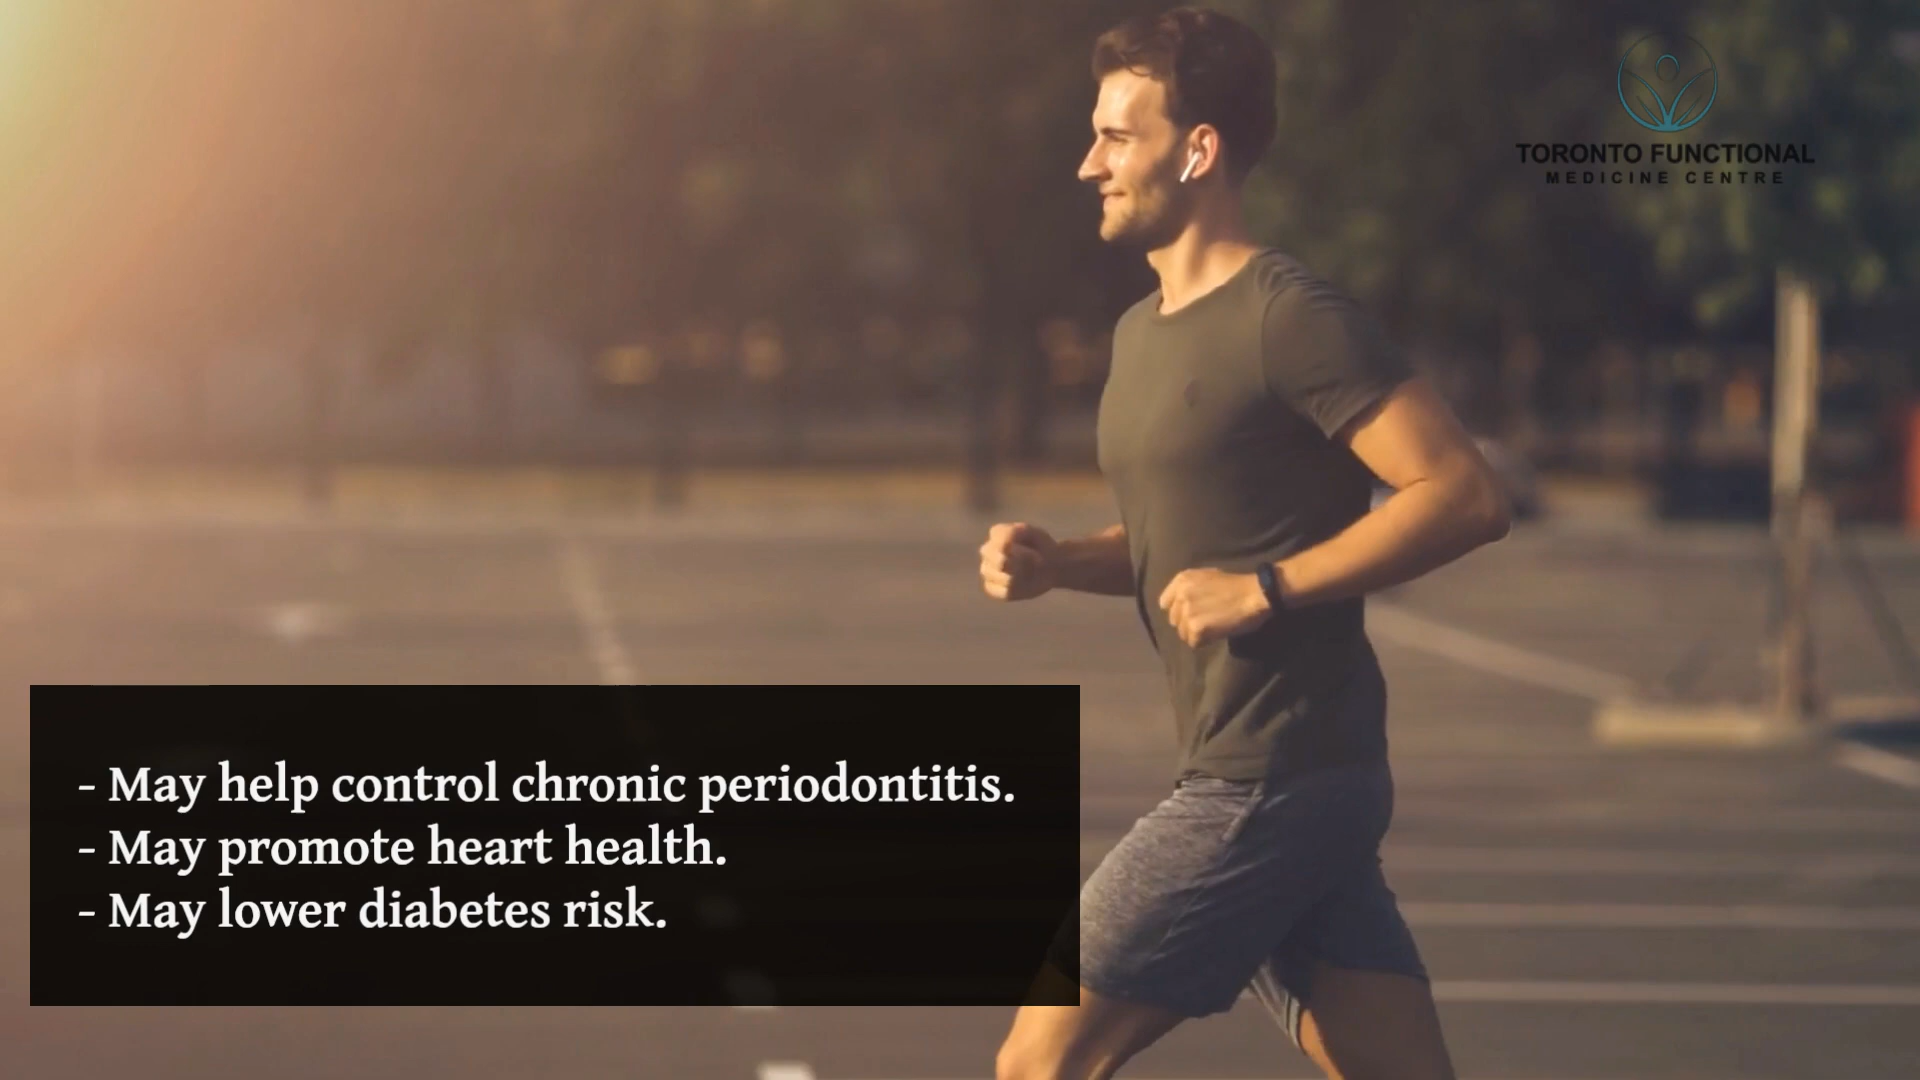 TORONTO FUNCTIONAL
MEDICINE CENTRE
- May help control chronic periodontitis.
- May promote heart health.
- May lower diabetes risk.